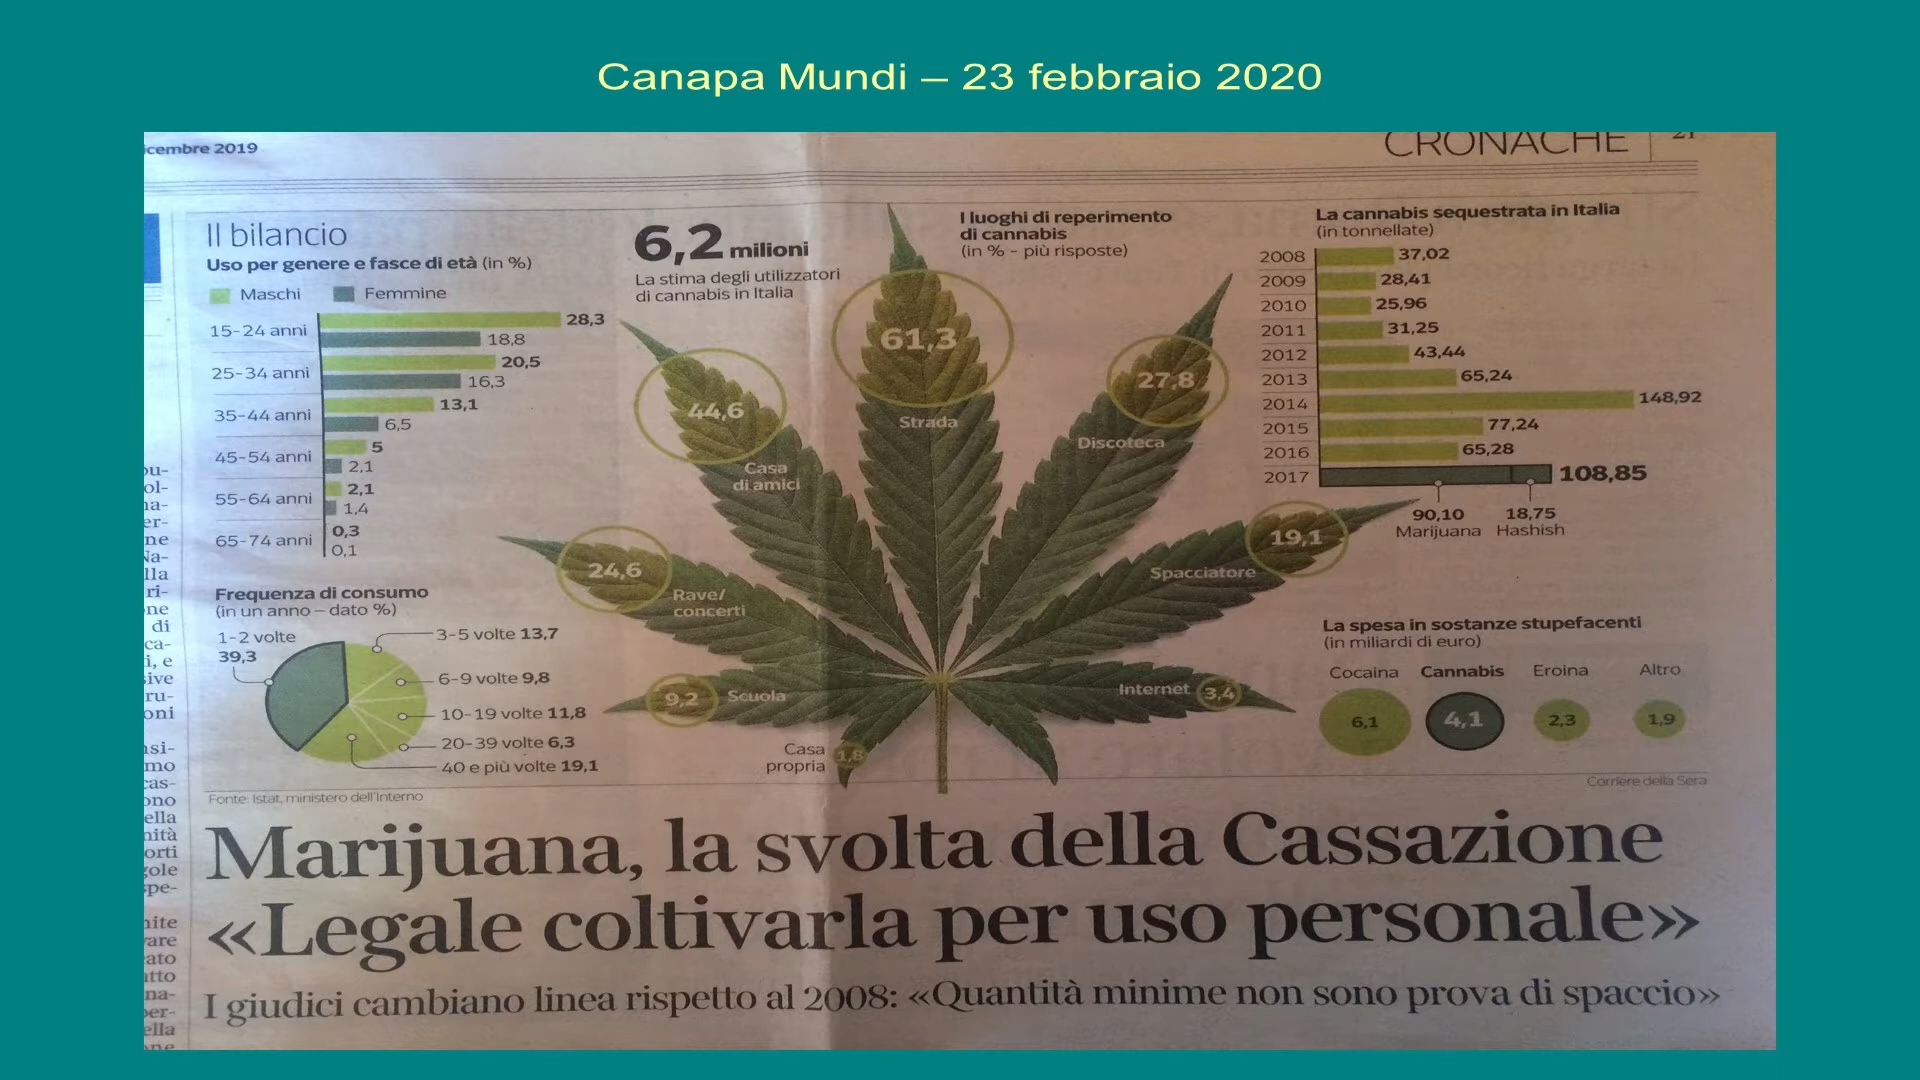 Canapa Mundi – 23 febbraio 2020
icembre 2019
CRONACHE
21
Il bilancio
Uso per genere e fasce di età (in %)
Maschi
Femmine
15-24 anni
28,3
18,8
25-34 anni
20,5
16,3
35-44 anni
13,1
6,5
45-54 anni
5
2,1
55-64 anni
2,1
1,4
65-74 anni
0,3
0,1
Frequenza di consumo
(in un anno – dato %)
1-2 volte
39,3
3-5 volte 13,7
6-9 volte 9,8
10-19 volte 11,8
20-39 volte 6,3
40 e più volte 19,1
Fonte: Istat, ministero dell'Interno
6,2 milioni
La stima degli utilizzatori
di cannabis in Italia
I luoghi di reperimento
di cannabis
(in % - più risposte)
61,3
Strada
44,6
Casa
di amici
27,8
Discoteca
24,6
Rave/
concerti
19,1
Spacciatore
9,2
Scuola
Internet
3,4
Casa
propria
1,8
La cannabis sequestrata in Italia
(in tonnellate)
2008 37,02
2009 28,41
2010 25,96
2011 31,25
2012 43,44
2013 65,24
2014 148,92
2015 77,24
2016 65,28
2017 108,85
90,10 18,75
Marijuana Hashish
La spesa in sostanze stupefacenti
(in miliardi di euro)
Cocaina Cannabis Eroina Altro
6,1 4,1 2,3 1,9
Corriere della Sera
Marijuana, la svolta della Cassazione
«Legale coltivarla per uso personale»
I giudici cambiano linea rispetto al 2008: «Quantità minime non sono prova di spaccio»